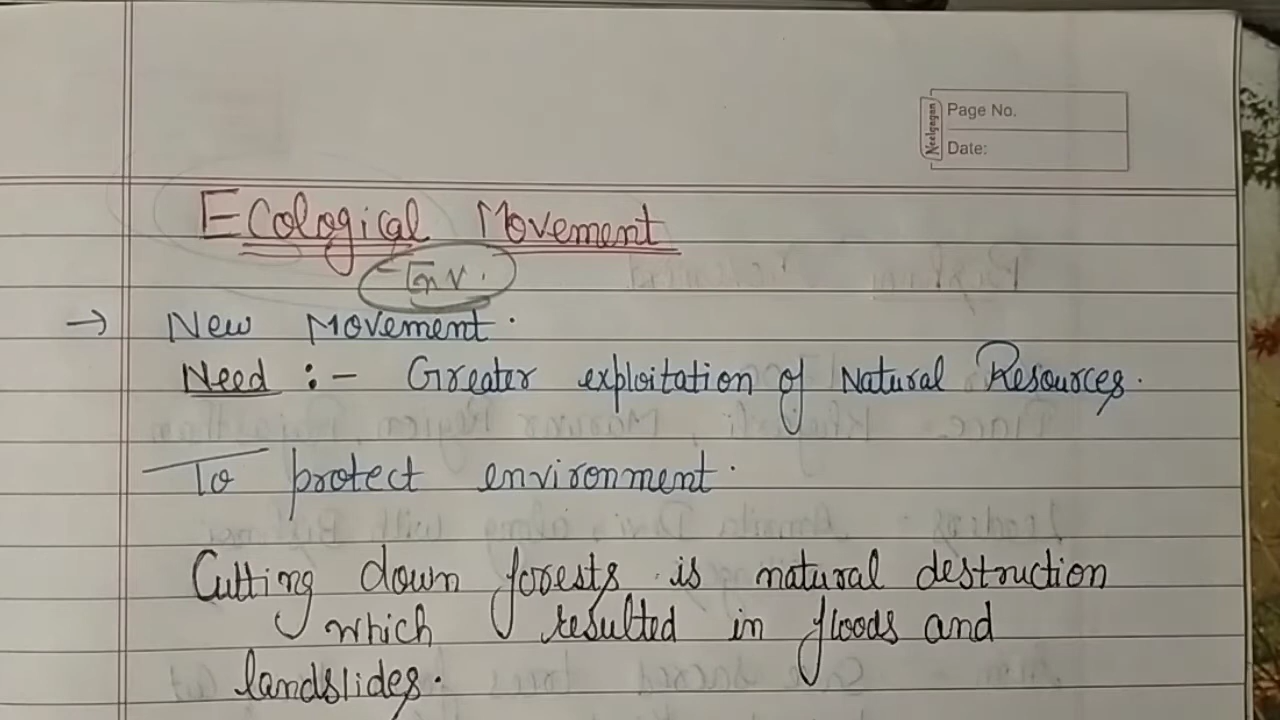 Neelgagan
Page No.
Date:
Ecological Movement
Env.
→ New Movement.
Need :- Greater exploitation of Natural Resources.
To protect environment.
Cutting down forests is natural destruction
which resulted in floods and
landslides.